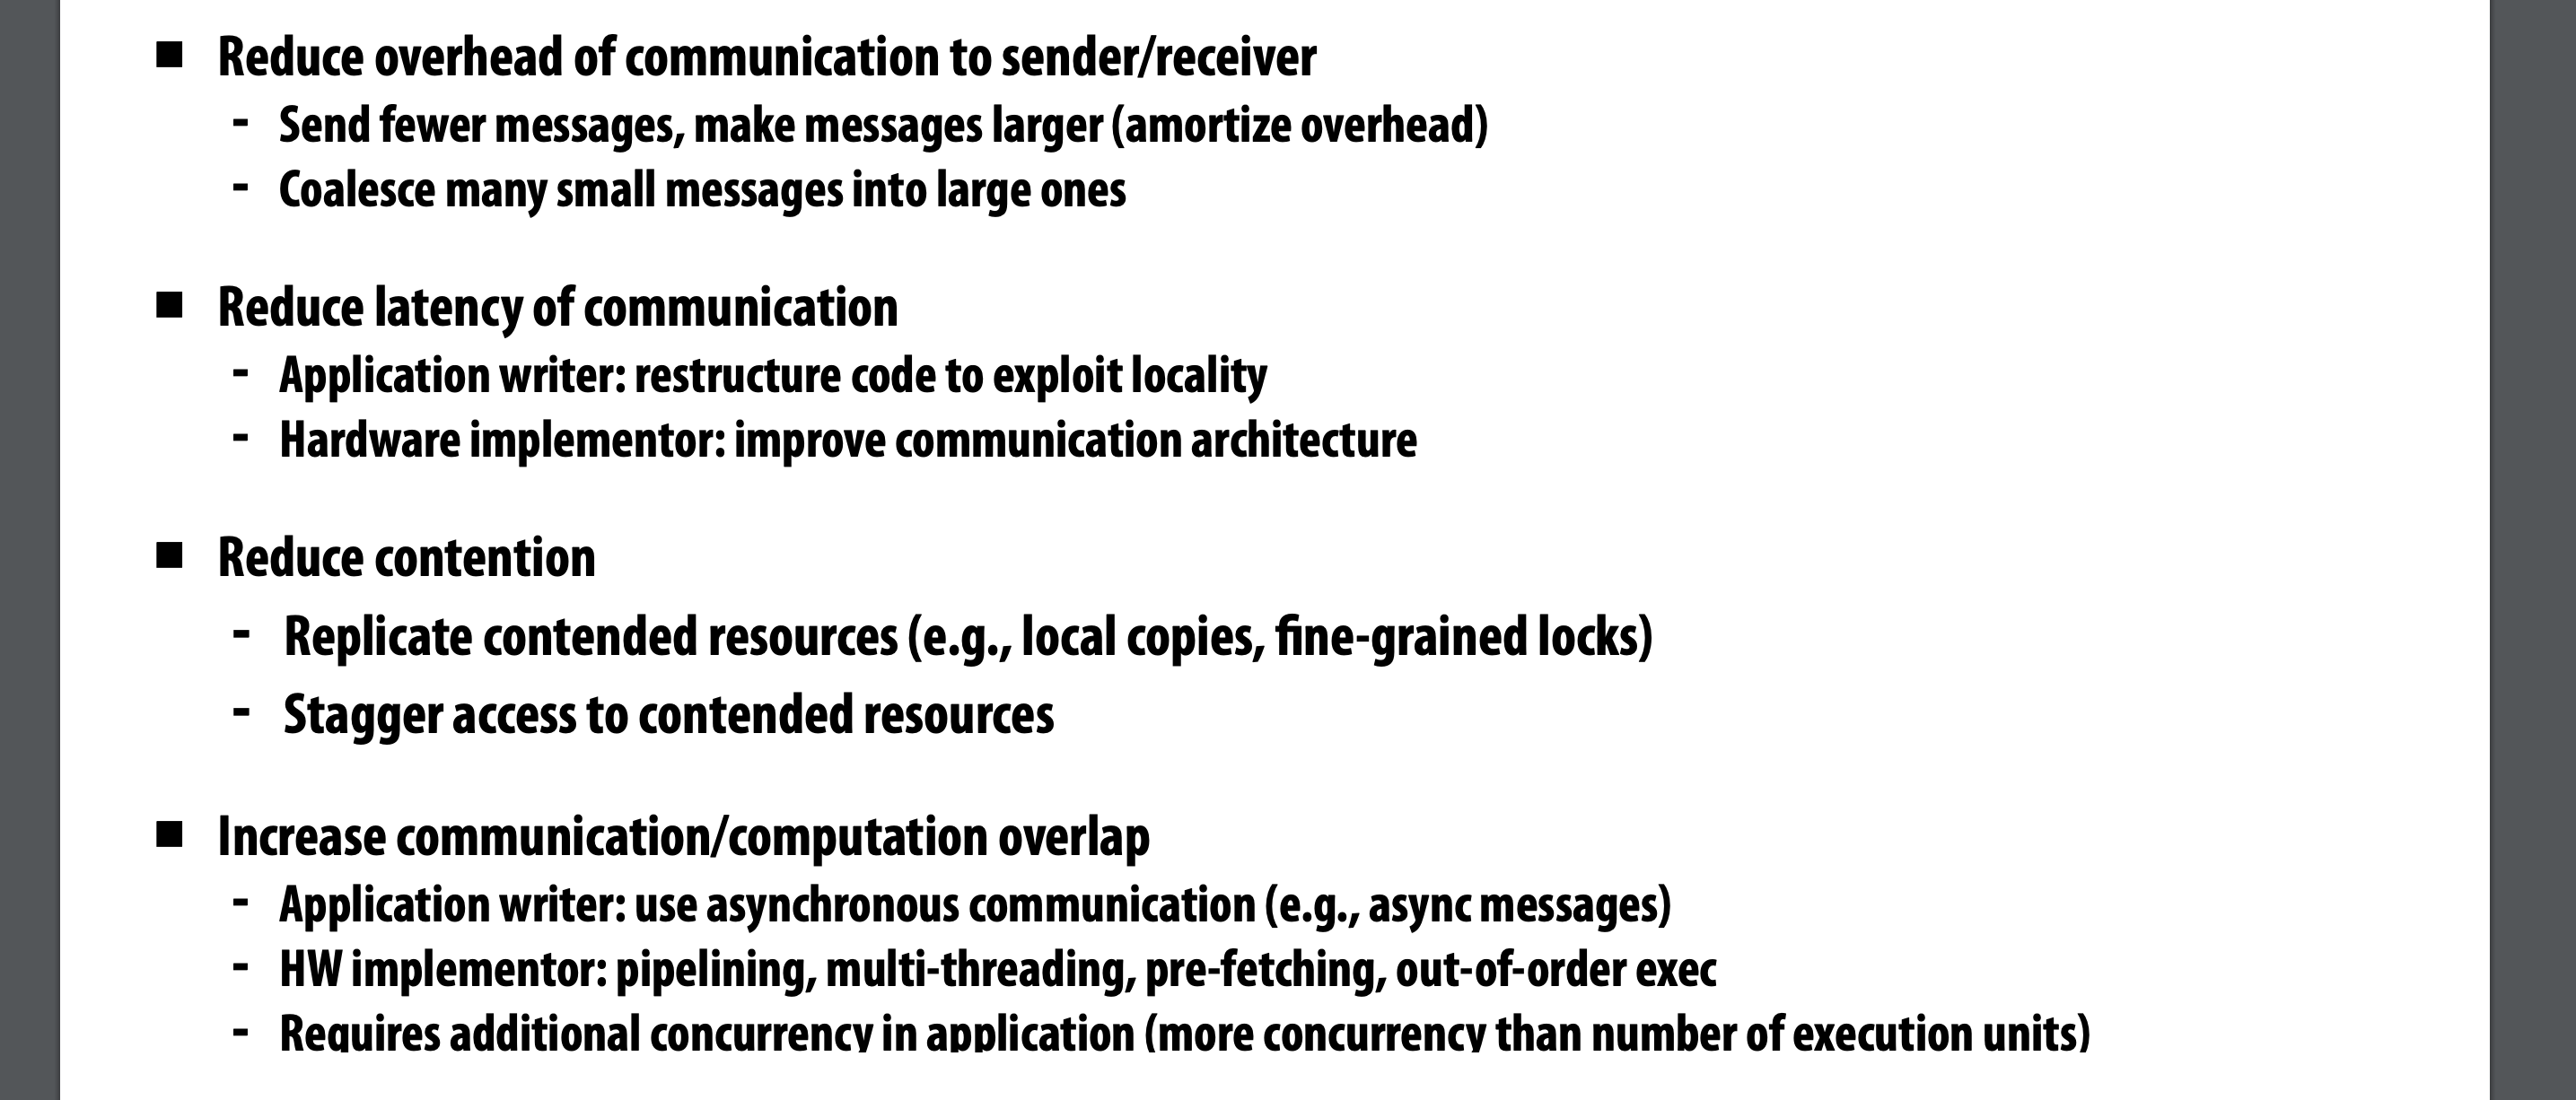 ■ Reduce overhead of communication to sender/receiver
- Send fewer messages, make messages larger (amortize overhead)
- Coalesce many small messages into large ones
■ Reduce latency of communication
- Application writer: restructure code to exploit locality
- Hardware implementor: improve communication architecture
■ Reduce contention
- Replicate contended resources (e.g., local copies, fine-grained locks)
- Stagger access to contended resources
■ Increase communication/computation overlap
- Application writer: use asynchronous communication (e.g., async messages)
- HW implementor: pipelining, multi-threading, pre-fetching, out-of-order exec
- Requires additional concurrency in application (more concurrency than number of execution units)